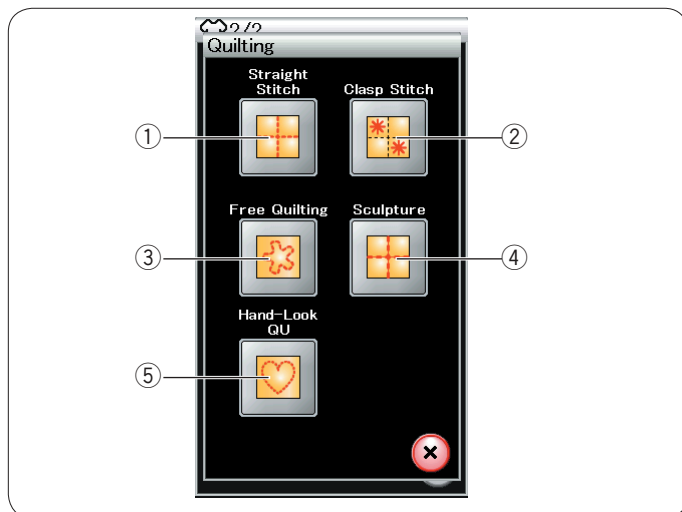 2/2
Quilting
Straight
Stitch
Clasp Stitch
①
②
Free Quilting
Sculpture
③
④
Hand-Look
QU
⑤